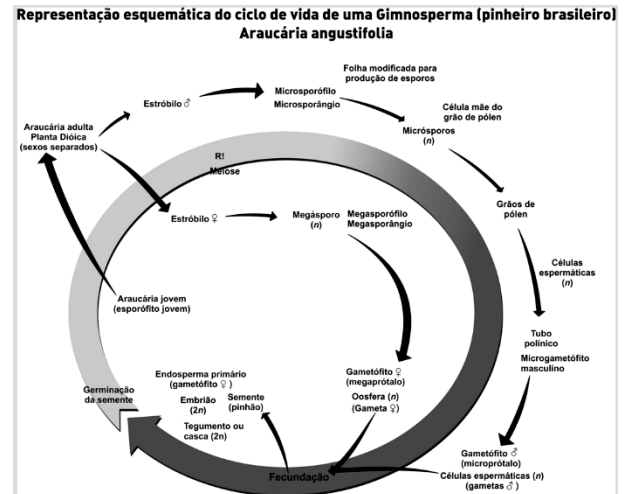 Representação esquemática do ciclo de vida de uma Gimnosperma (pinheiro brasileiro)
Araucária angustifolia
Folha modificada para
produção de esporos
Estróbilo ♂
Microsporófilo
Microsporângio
Célula mãe do
grão de pólen
Micrósporos
(n)
Araucária adulta
Planta Dióica
(sexos separados)
R!
Meiose
Grãos de
pólen
Estróbilo ♀
Megásporo
(n)
Megasporófilo
Megasporângio
Células
espermáticas
(n)
Araucária jovem
(esporófito jovem)
Tubo
polínico
Microgametófito
masculino
Endosperma primário
(gametófito ♀)
Gametófito ♀
(megaprótalo)
Germinação
da semente
Embrião
(2n)
Semente
(pinhão)
Oosfera (n)
(Gameta ♀)
Tegumento ou
casca (2n)
Gametófito ♂
(microprótalo)
Fecundação
Células espermáticas (n)
(gametas ♂)